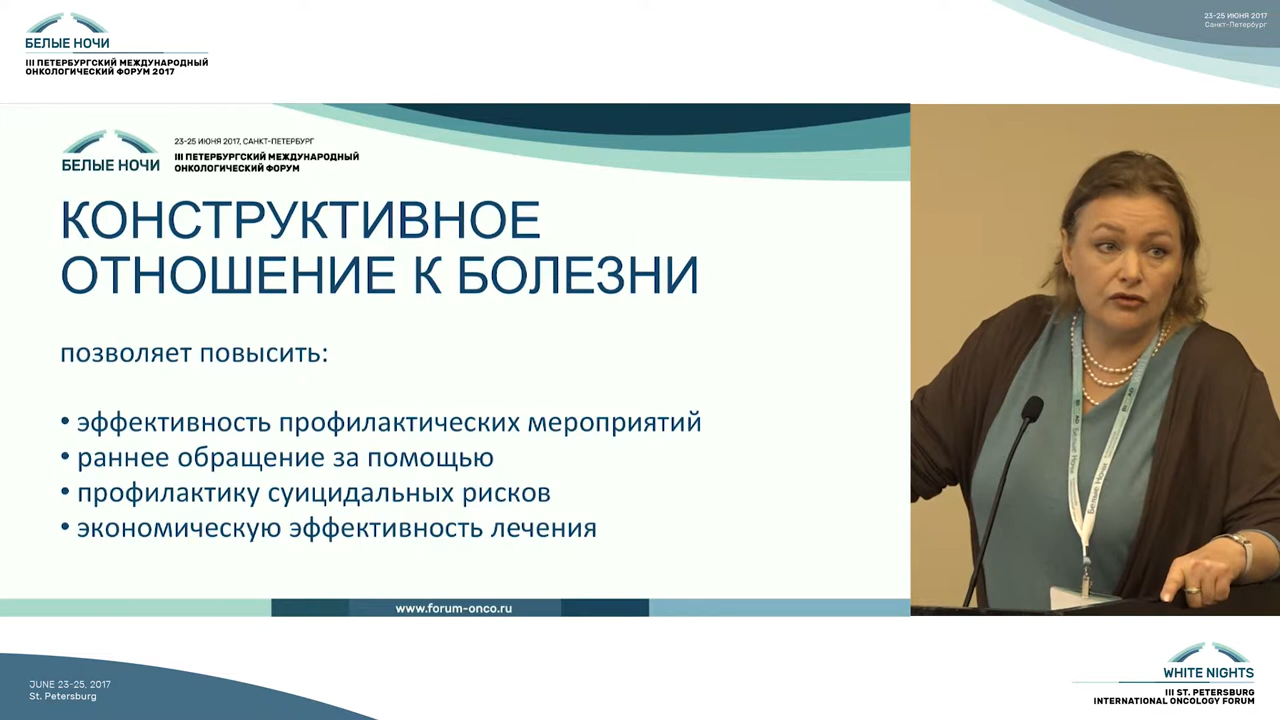 БЕЛЫЕ НОЧИ
III ПЕТЕРБУРГСКИЙ МЕЖДУНАРОДНЫЙ
ОНКОЛОГИЧЕСКИЙ ФОРУМ 2017
23-25 ИЮНЯ 2017
Санкт-Петербург
БЕЛЫЕ НОЧИ
23-25 ИЮНЯ 2017, САНКТ-ПЕТЕРБУРГ
III ПЕТЕРБУРГСКИЙ МЕЖДУНАРОДНЫЙ
ОНКОЛОГИЧЕСКИЙ ФОРУМ
КОНСТРУКТИВНОЕ
ОТНОШЕНИЕ К БОЛЕЗНИ
позволяет повысить:
• эффективность профилактических мероприятий
• раннее обращение за помощью
• профилактику суицидальных рисков
• экономическую эффективность лечения
www.forum-onco.ru
Белые Ночи
JUNE 23-25, 2017
St. Petersburg
WHITE NIGHTS
III ST. PETERSBURG
INTERNATIONAL ONCOLOGY FORUM